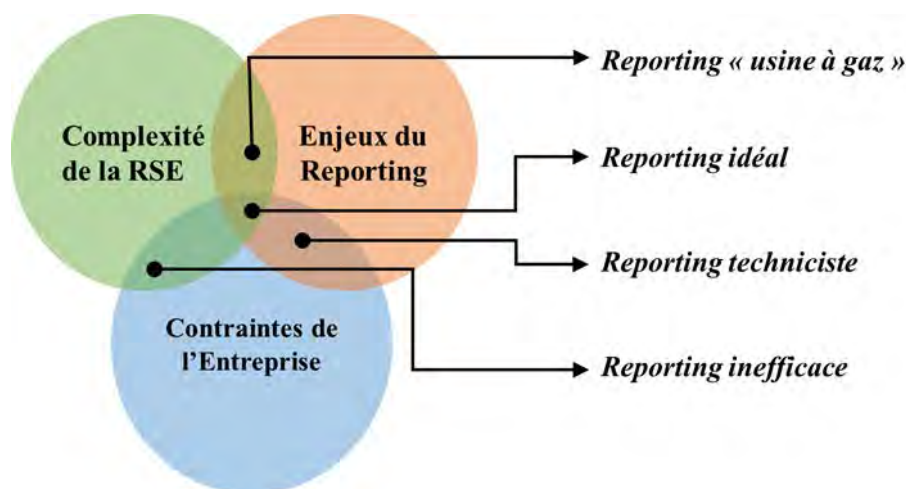 Complexité
de la RSE
Enjeux du
Reporting
Contraintes de
l’Entreprise
Reporting « usine à gaz »
Reporting idéal
Reporting techniciste
Reporting inefficace